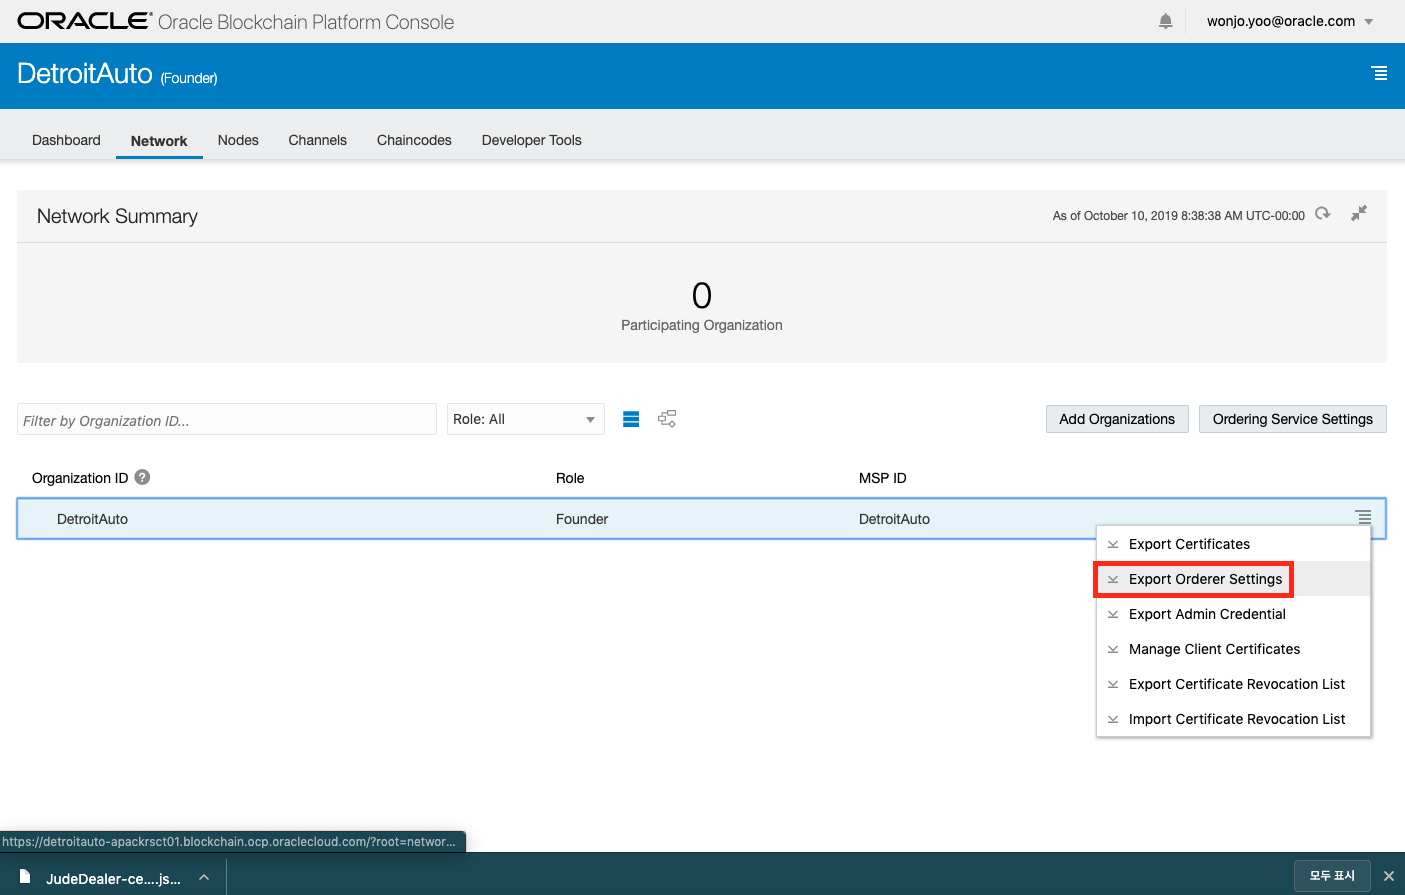 ORACLE® Oracle Blockchain Platform Console
wonjo.yoo@oracle.com
DetroitAuto (Founder)
Dashboard Network Nodes Channels Chaincodes Developer Tools
Network Summary
As of October 10, 2019 8:38:38 AM UTC-00:00
0
Participating Organization
Filter by Organization ID...
Role: All
Add Organizations
Ordering Service Settings
Organization ID ? Role MSP ID
DetroitAuto Founder DetroitAuto
Export Certificates
Export Orderer Settings
Export Admin Credential
Manage Client Certificates
Export Certificate Revocation List
Import Certificate Revocation List
https://detroitauto-apackrsct01.blockchain.ocp.oraclecloud.com/?root=networ...
JudeDealer-ce....js...
모두 표시